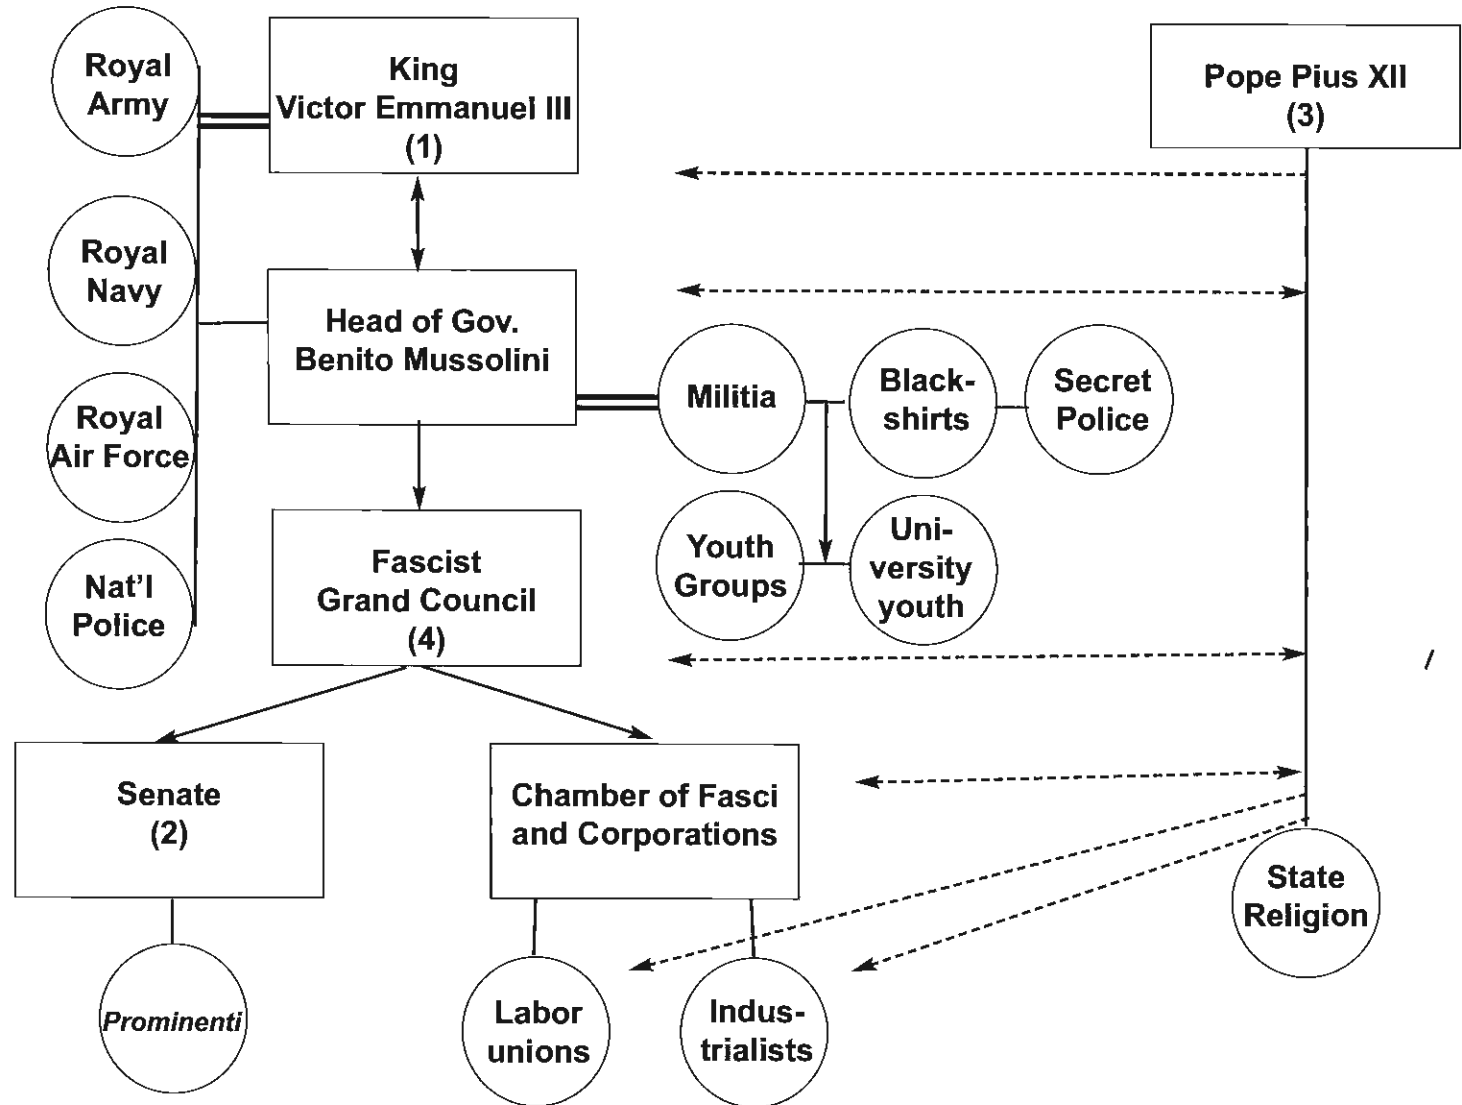 Royal
Army
King
Victor Emmanuel III
(1)
Pope Pius XII
(3)
Royal
Navy
Head of Gov.
Benito Mussolini
Militia
Black-
shirts
Secret
Police
Royal
Air Force
Fascist
Grand Council
(4)
Youth
Groups
Uni-
versity
youth
Nat'l
Police
Senate
(2)
Chamber of Fasci
and Corporations
State
Religion
Prominenti
Labor
unions
Indus-
trialists